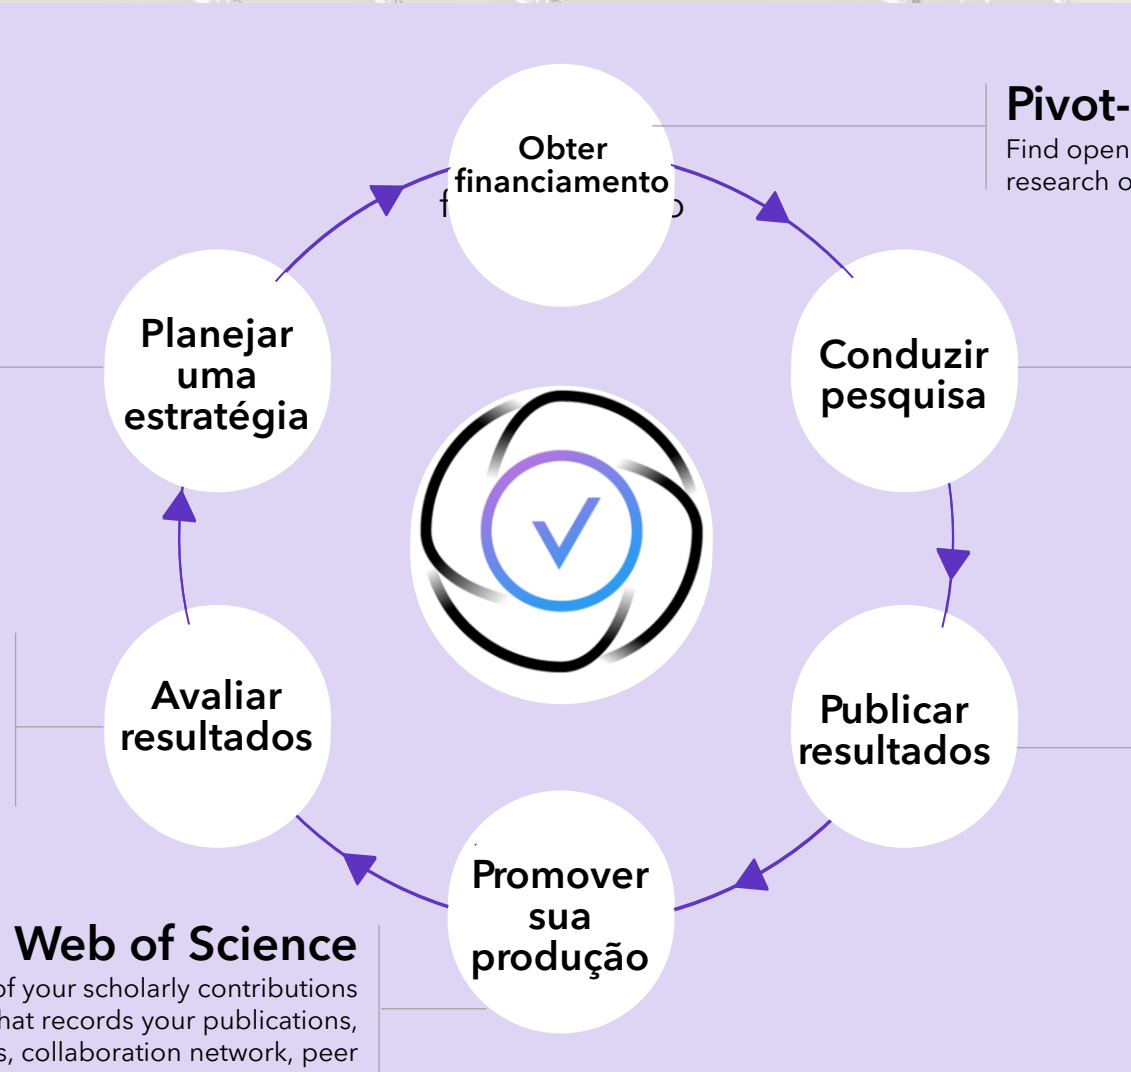 Obter
financiamento
Pivot-
Find open
research o
Planejar
uma
estratégia
Conduzir
pesquisa
Avaliar
resultados
Publicar
resultados
Promover
sua
produção
Web of Science
of your scholarly contributions
hat records your publications,
s, collaboration network, peer